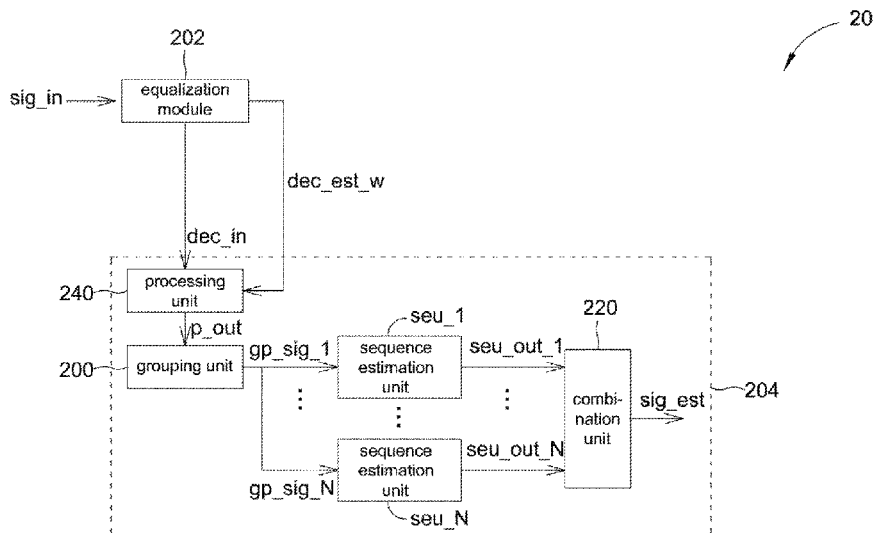 20
202
equalization
module
sig_in
dec_est_w
dec_in
240
processing
unit
p_out
200
grouping unit
gp_sig_1
seu_1
sequence
estimation
unit
seu_out_1
220
combi-
nation
unit
sig_est
204
gp_sig_N
sequence
estimation
unit
seu_out_N
seu_N